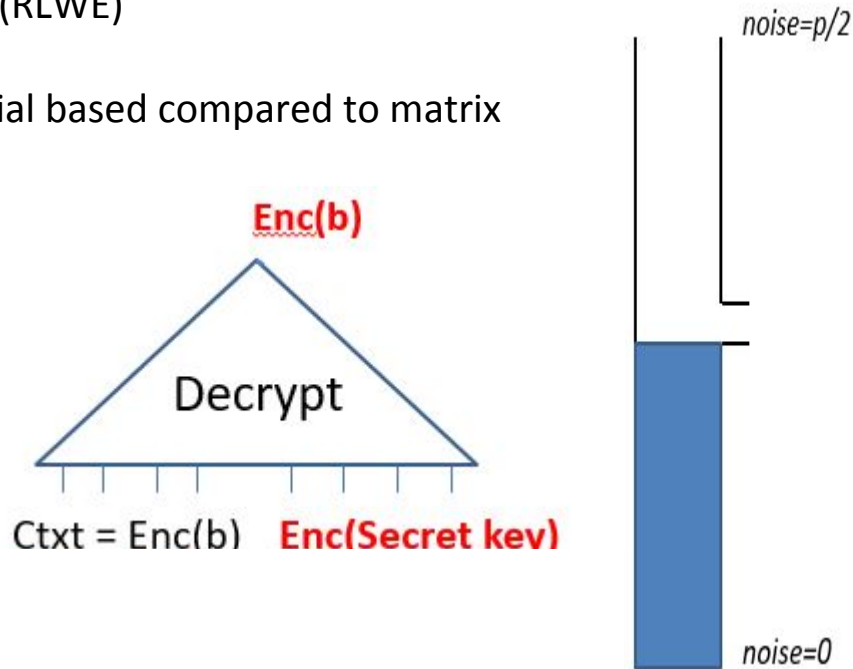 (RLWE)
noise=p/2
ial based compared to matrix
Enc(b)
Decrypt
Ctxt = Enc(b) Enc(Secret key)
noise=0